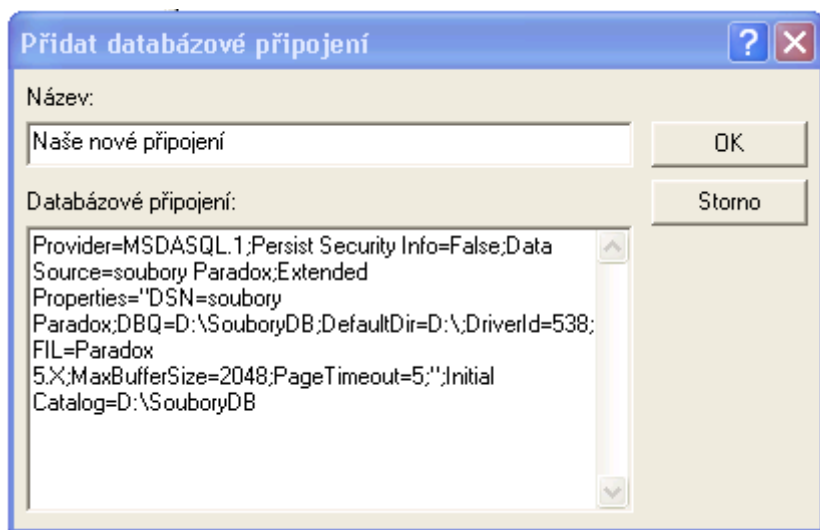 Přidat databázové připojení
Název:
Naše nové připojení
OK
Databázové připojení:
Storno
Provider=MSDASQL.1;Persist Security Info=False;Data
Source=soubory Paradox;Extended
Properties="DSN=soubory
Paradox;DBQ=D:\SouboryDB;DefaultDir=D:\;DriverId=538;
FIL=Paradox
5.X;MaxBufferSize=2048;PageTimeout=5;";Initial
Catalog=D:\SouboryDB